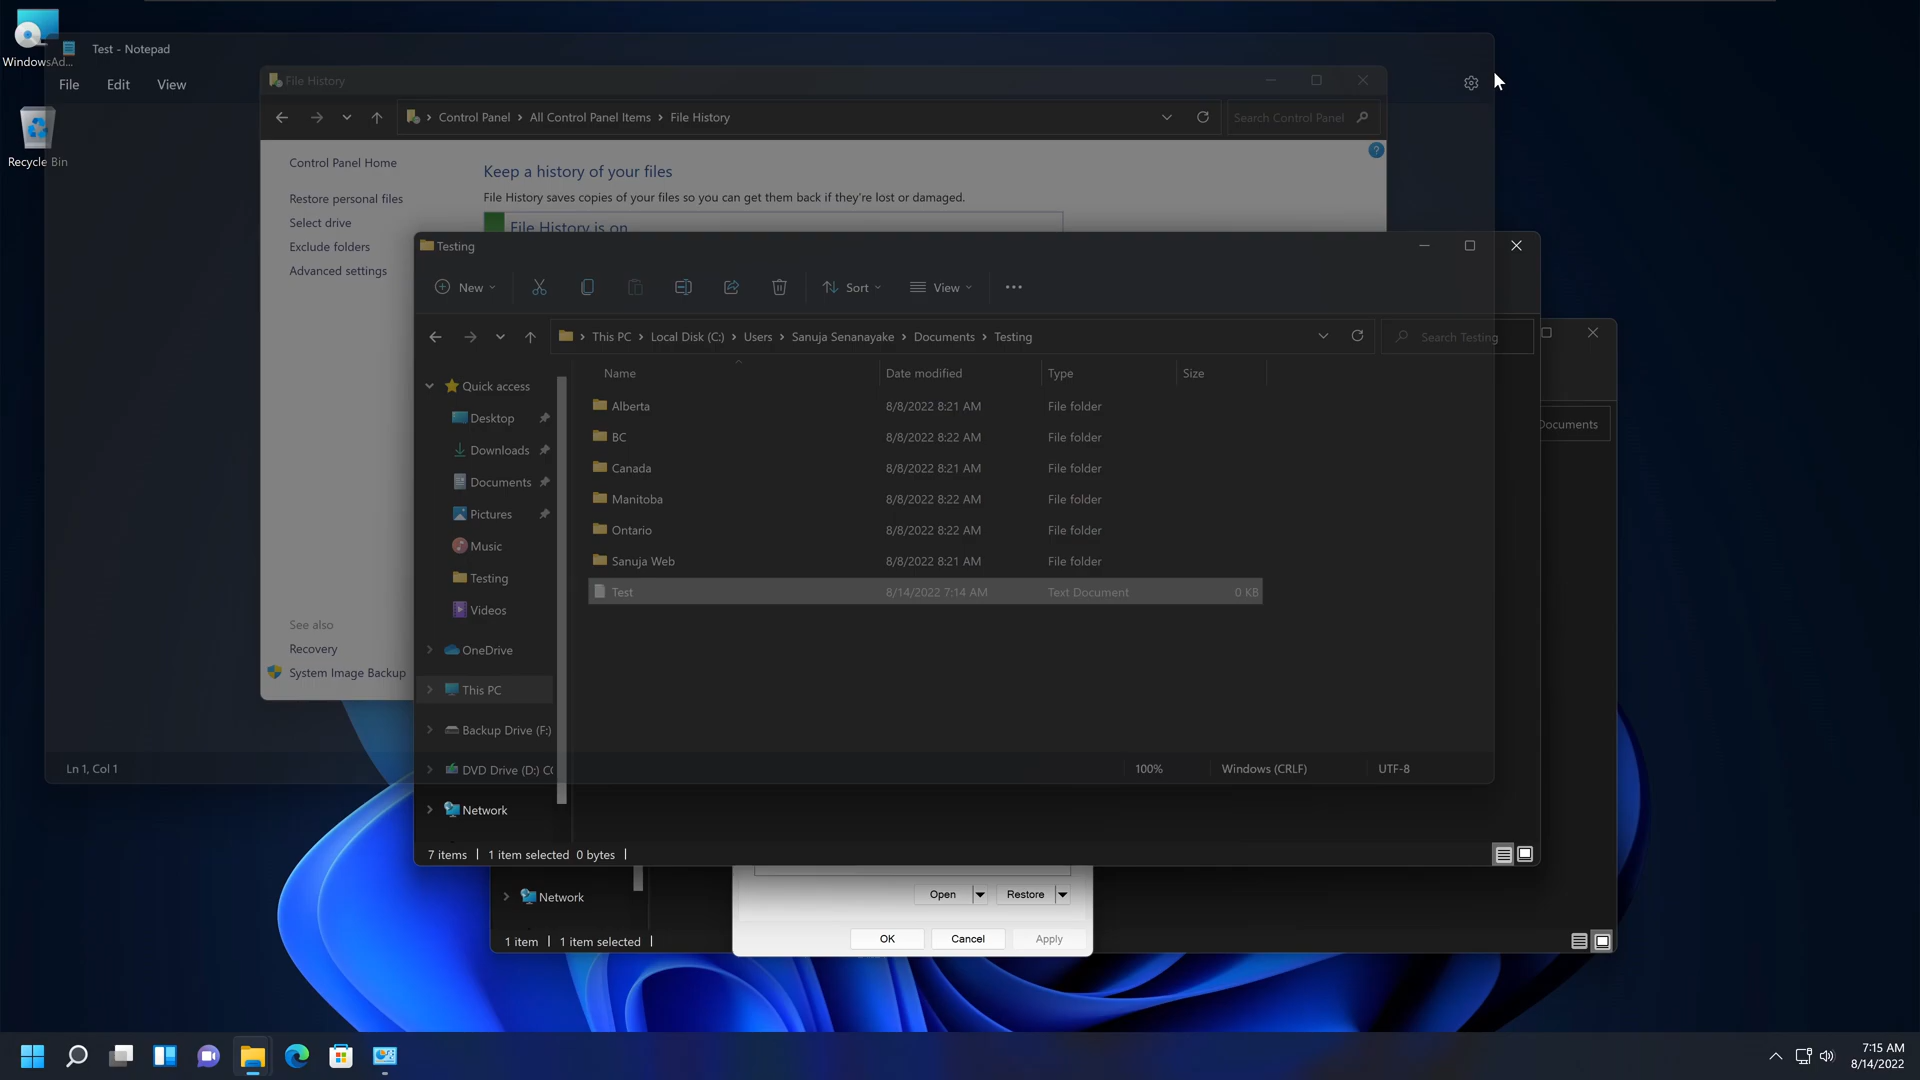 WindowsAd...
Recycle Bin
Test - Notepad
File Edit View
File History
Control Panel > All Control Panel Items > File History
Search Control Panel
Control Panel Home
Restore personal files
Select drive
Exclude folders
Advanced settings
Keep a history of your files
File History saves copies of your files so you can get them back if they're lost or damaged.
File History is on
See also
Recovery
System Image Backup
Testing
New
Sort
View
This PC > Local Disk (C:) > Users > Sanuja Senanayake > Documents > Testing
Search Testing
Documents
Quick access
Desktop
Downloads
Documents
Pictures
Music
Testing
Videos
OneDrive
This PC
Backup Drive (F:)
DVD Drive (D:) CC
Network
Name Date modified Type Size
Alberta 8/8/2022 8:21 AM File folder
BC 8/8/2022 8:22 AM File folder
Canada 8/8/2022 8:21 AM File folder
Manitoba 8/8/2022 8:22 AM File folder
Ontario 8/8/2022 8:22 AM File folder
Sanuja Web 8/8/2022 8:21 AM File folder
Test 8/14/2022 7:14 AM Text Document 0 KB
Ln 1, Col 1
100% Windows (CRLF) UTF-8
7 items 1 item selected 0 bytes
Network
1 item 1 item selected
Open Restore
OK Cancel Apply
7:15 AM
8/14/2022